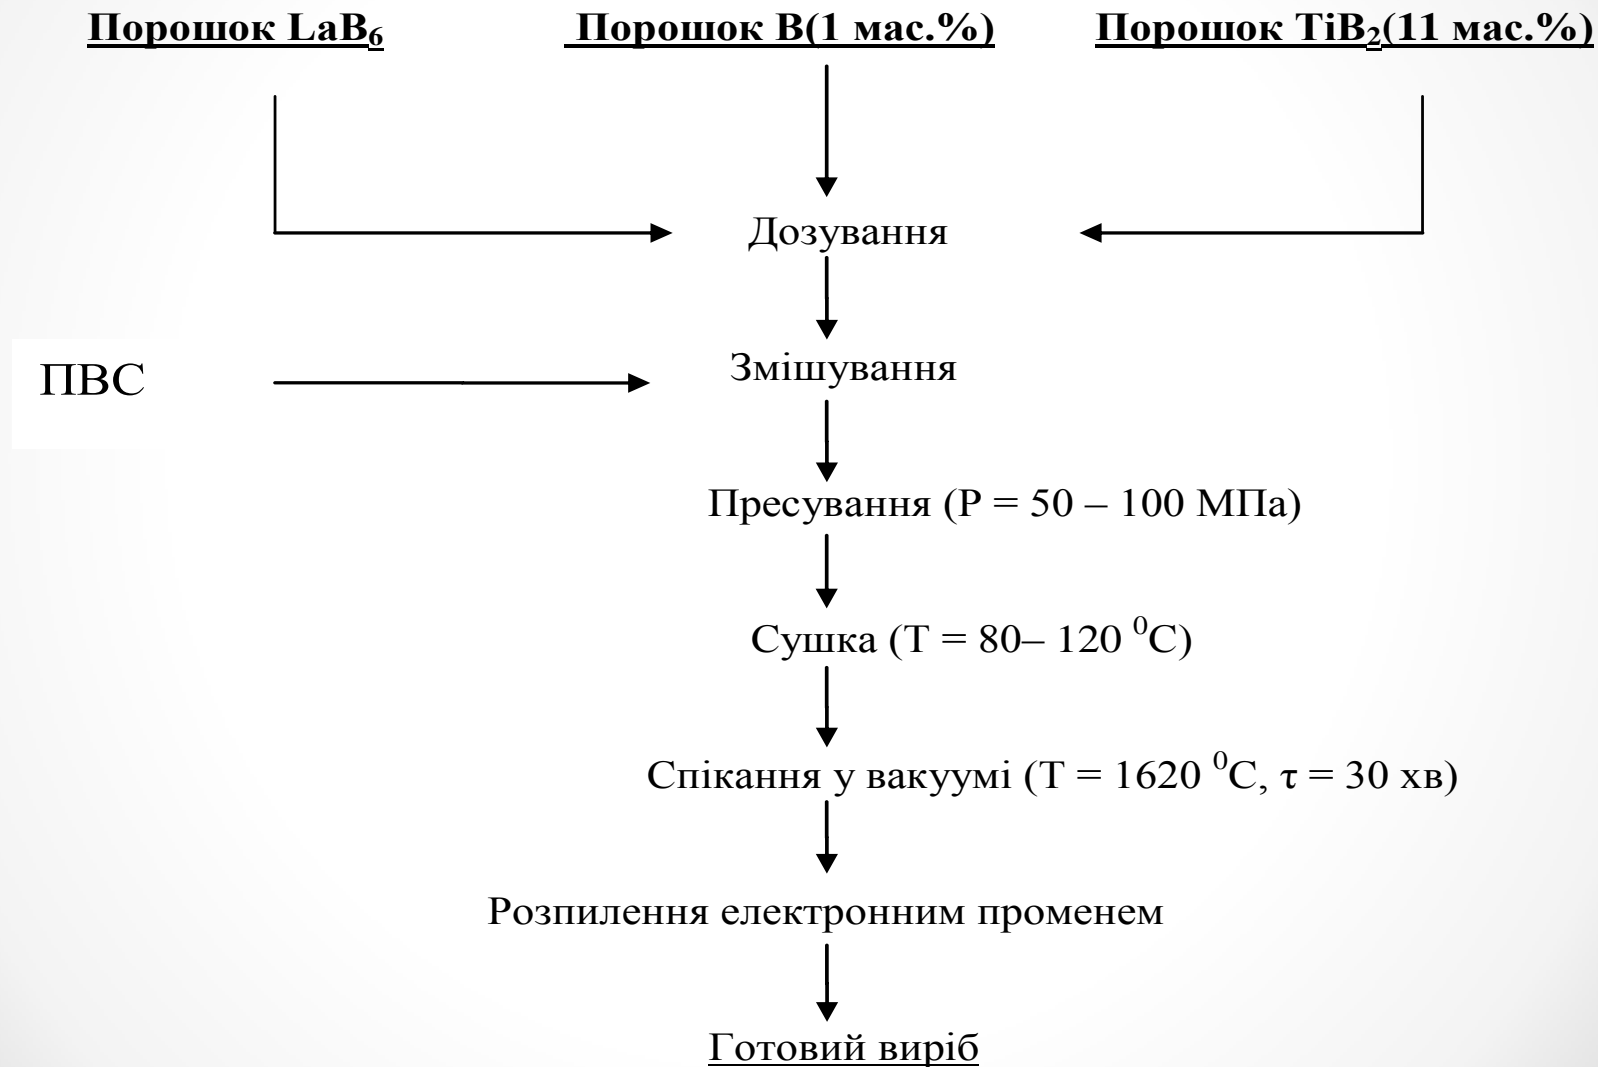 Порошок LaB₆ Порошок B(1 мас.%) Порошок TiB₂(11 мас.%)
Дозування
Змішування
ПВС
Пресування (P = 50 – 100 МПа)
Сушка (T = 80– 120 ⁰C)
Спікання у вакуумі (T = 1620 ⁰C, τ = 30 хв)
Розпилення електронним променем
Готовий виріб